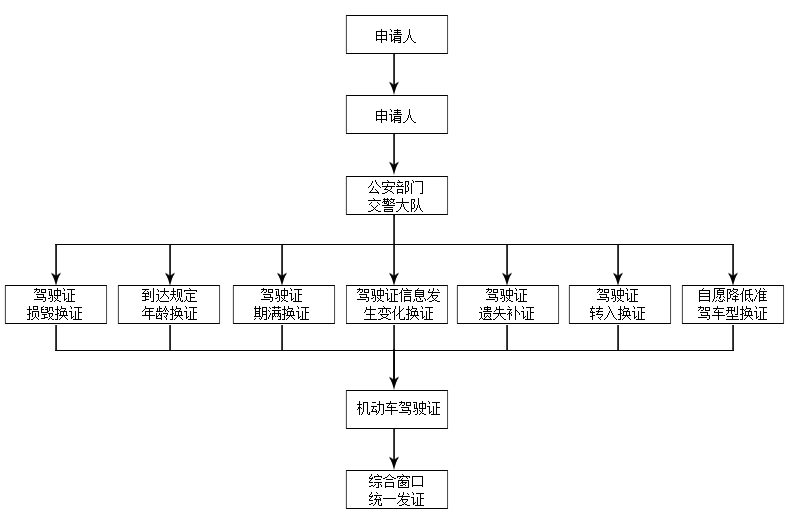 申请人
申请人
公安部门
交警大队
驾驶证
损毁换证
到达规定
年龄换证
驾驶证
期满换证
驾驶证信息发
生变化换证
驾驶证
遗失补证
驾驶证
转入换证
自愿降低准
驾车型换证
机动车驾驶证
综合窗口
统一发证